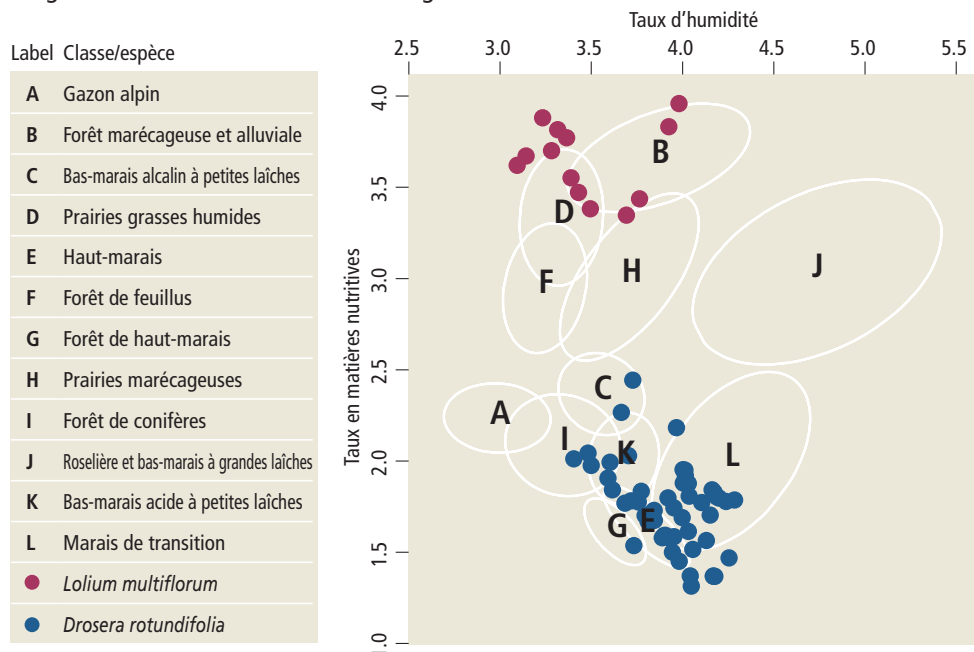 Label Classe/espèce
A Gazon alpin
B Forêt marécageuse et alluviale
C Bas-marais alcalin à petites laîches
D Prairies grasses humides
E Haut-marais
F Forêt de feuillus
G Forêt de haut-marais
H Prairies marécageuses
I Forêt de conifères
J Roselière et bas-marais à grandes laîches
K Bas-marais acide à petites laîches
L Marais de transition
Lolium multiflorum
Drosera rotundifolia
Taux d'humidité
2.5 3.0 3.5 4.0 4.5 5.0 5.5
Taux en matières nutritives
4.0
3.5
3.0
2.5
2.0
1.5
1.0
B
D
H
J
F
C
A
I
K
L
G
E